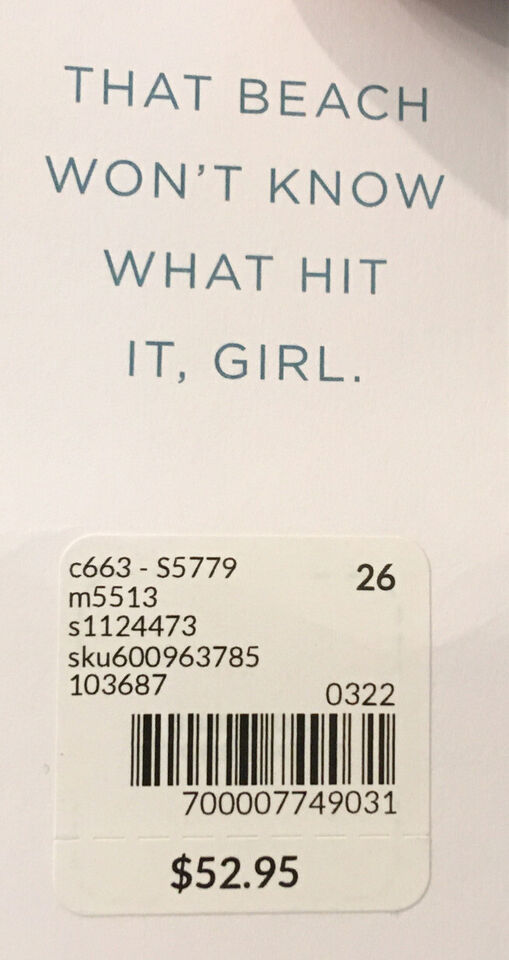 THAT BEACH
WON'T KNOW
WHAT HIT
IT, GIRL.
c663 - S5779
26
m5513
s1124473
sku600963785
103687
0322
700007749031
$52.95